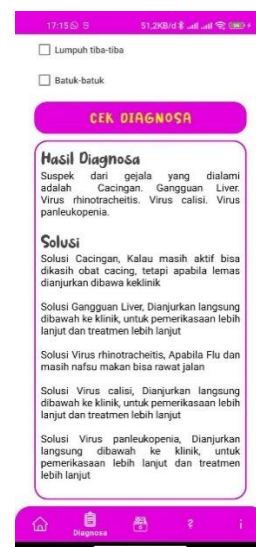 17:15
51,2KB/d
Lumpuh tiba-tiba
Batuk-batuk
CEK DIAGNOSA
Hasil Diagnosa
Suspek dari gejala yang dialami
adalah Cacingan. Gangguan Liver.
Virus rhinotracheitis. Virus calisi. Virus
panleukopenia.
Solusi
Solusi Cacingan, Kalau masih aktif bisa
dikasih obat cacing, tetapi apabila lemas
dianjurkan dibawa keklinik
Solusi Gangguan Liver, Dianjurkan langsung
dibawah ke klinik, untuk pemerikasaan lebih
lanjut dan treatmen lebih lanjut
Solusi Virus rhinotracheitis, Apabila Flu dan
masih nafsu makan bisa rawat jalan
Solusi Virus calisi, Dianjurkan langsung
dibawah ke klinik, untuk pemerikasaan lebih
lanjut dan treatmen lebih lanjut
Solusi Virus panleukopenia, Dianjurkan
langsung dibawah ke klinik, untuk
pemerikasaan lebih lanjut dan treatmen
lebih lanjut
Diagnosa